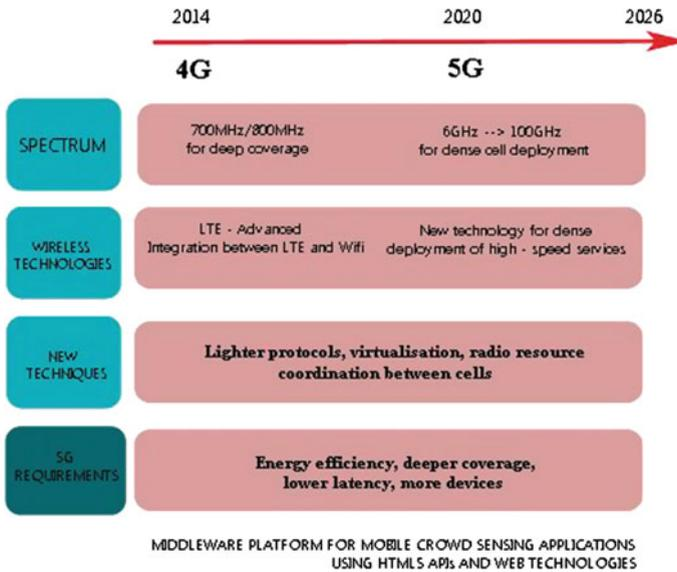 2014 2020 2026
4G 5G
SPECTRUM
700MHz/800MHz
for deep coverage
6GHz --> 100GHz
for dense cell deployment
WIRELESS
TECHNOLOGIES
LTE - Advanced
Integration between LTE and Wifi
New technology for dense
deployment of high - speed services
NEW
TECHNIQUES
Lighter protocols, virtualisation, radio resource
coordination between cells
5G
REQUIREMENTS
Energy efficiency, deeper coverage,
lower latency, more devices
MIDDLEWARE PLATFORM FOR MOBILE CROWD SENSING APPLICATIONS
USING HTML5 APIs AND WEB TECHNOLOGIES